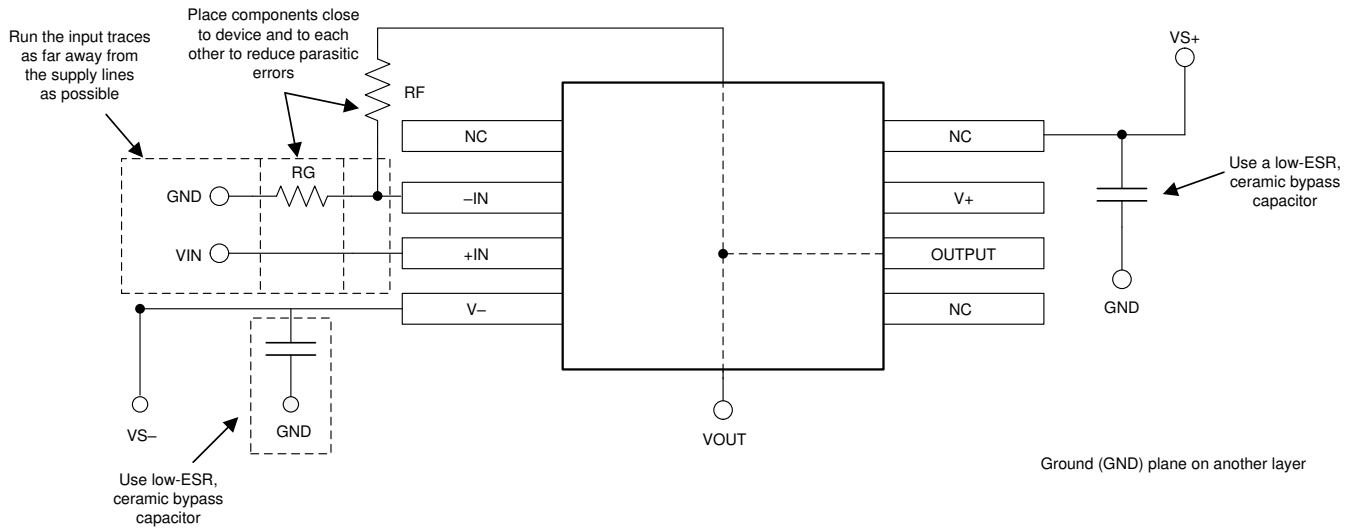 Place components close
to device and to each
other to reduce parasitic
errors
Run the input traces
as far away from
the supply lines
as possible
VS+
RF
NC
NC
Use a low-ESR,
ceramic bypass
capacitor
RG
GND
–IN
V+
VIN
+IN
OUTPUT
GND
V–
NC
VS–
GND
VOUT
Use low-ESR,
ceramic bypass
capacitor
Ground (GND) plane on another layer